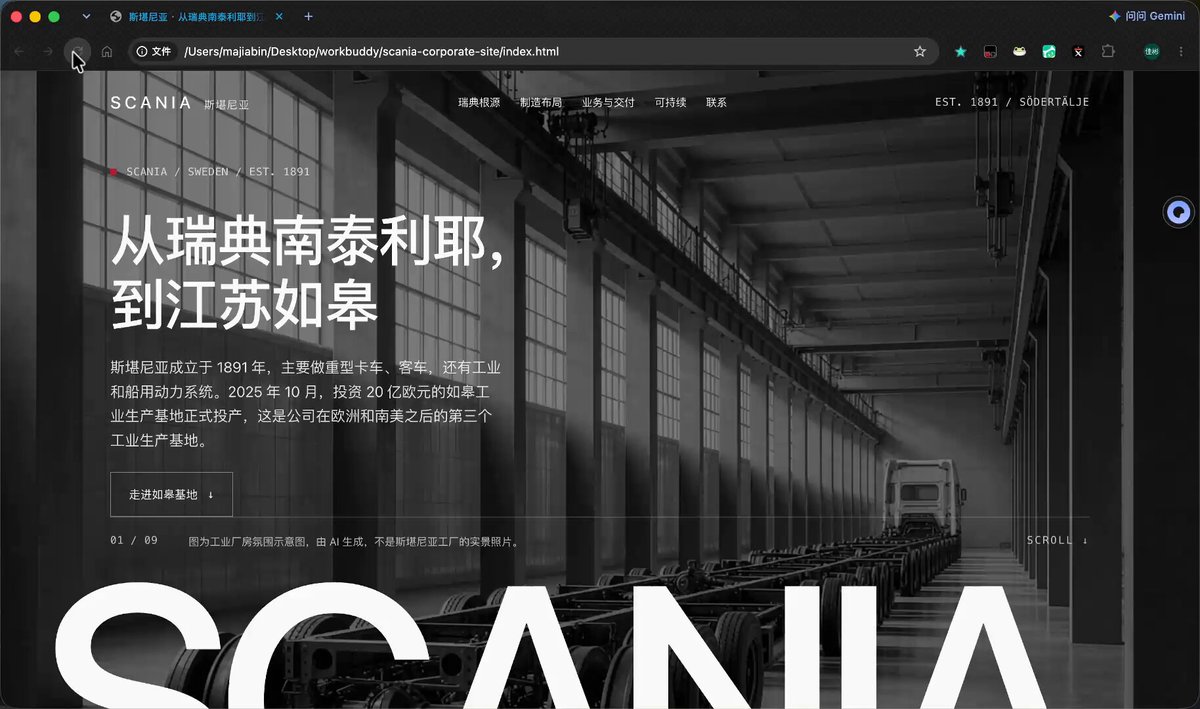 斯堪尼亚 · 从瑞典南泰利耶到江
问问 Gemini
文件 /Users/majiabin/Desktop/workbuddy/scania-corporate-site/index.html
佳彬
SCANIA 斯堪尼亚
瑞典根源 制造布局 业务与交付 可持续 联系
EST. 1891 / SÖDERTÄLJE
SCANIA / SWEDEN / EST. 1891
从瑞典南泰利耶，
到江苏如皋
斯堪尼亚成立于 1891 年，主要做重型卡车、客车，还有工业
和船用动力系统。2025 年 10 月，投资 20 亿欧元的如皋工
业生产基地正式投产，这是公司在欧洲和南美之后的第三个
工业生产基地。
走进如皋基地 ↓
01 / 09
图为工业厂房氛围示意图，由 AI 生成，不是斯堪尼亚工厂的实景照片。
SCROLL ↓
SCANIA